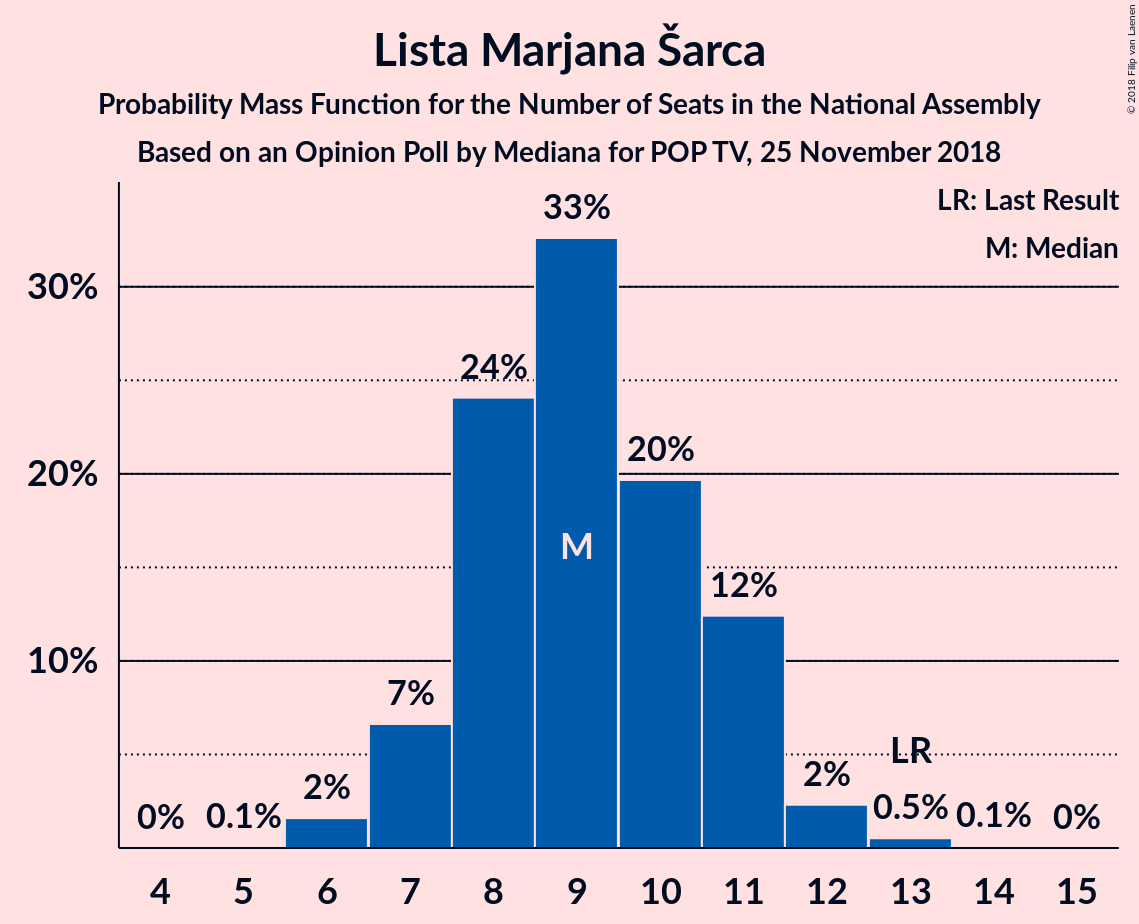 Lista Marjana Šarca
Probability Mass Function for the Number of Seats in the National Assembly
Based on an Opinion Poll by Mediana for POP TV, 25 November 2018
© 2018 Filip van Laenen
LR: Last Result
M: Median
30%
20%
10%
0%
0.1%
2%
7%
24%
33%
M
20%
12%
2%
LR
0.5%
0.1%
0%
4 5 6 7 8 9 10 11 12 13 14 15